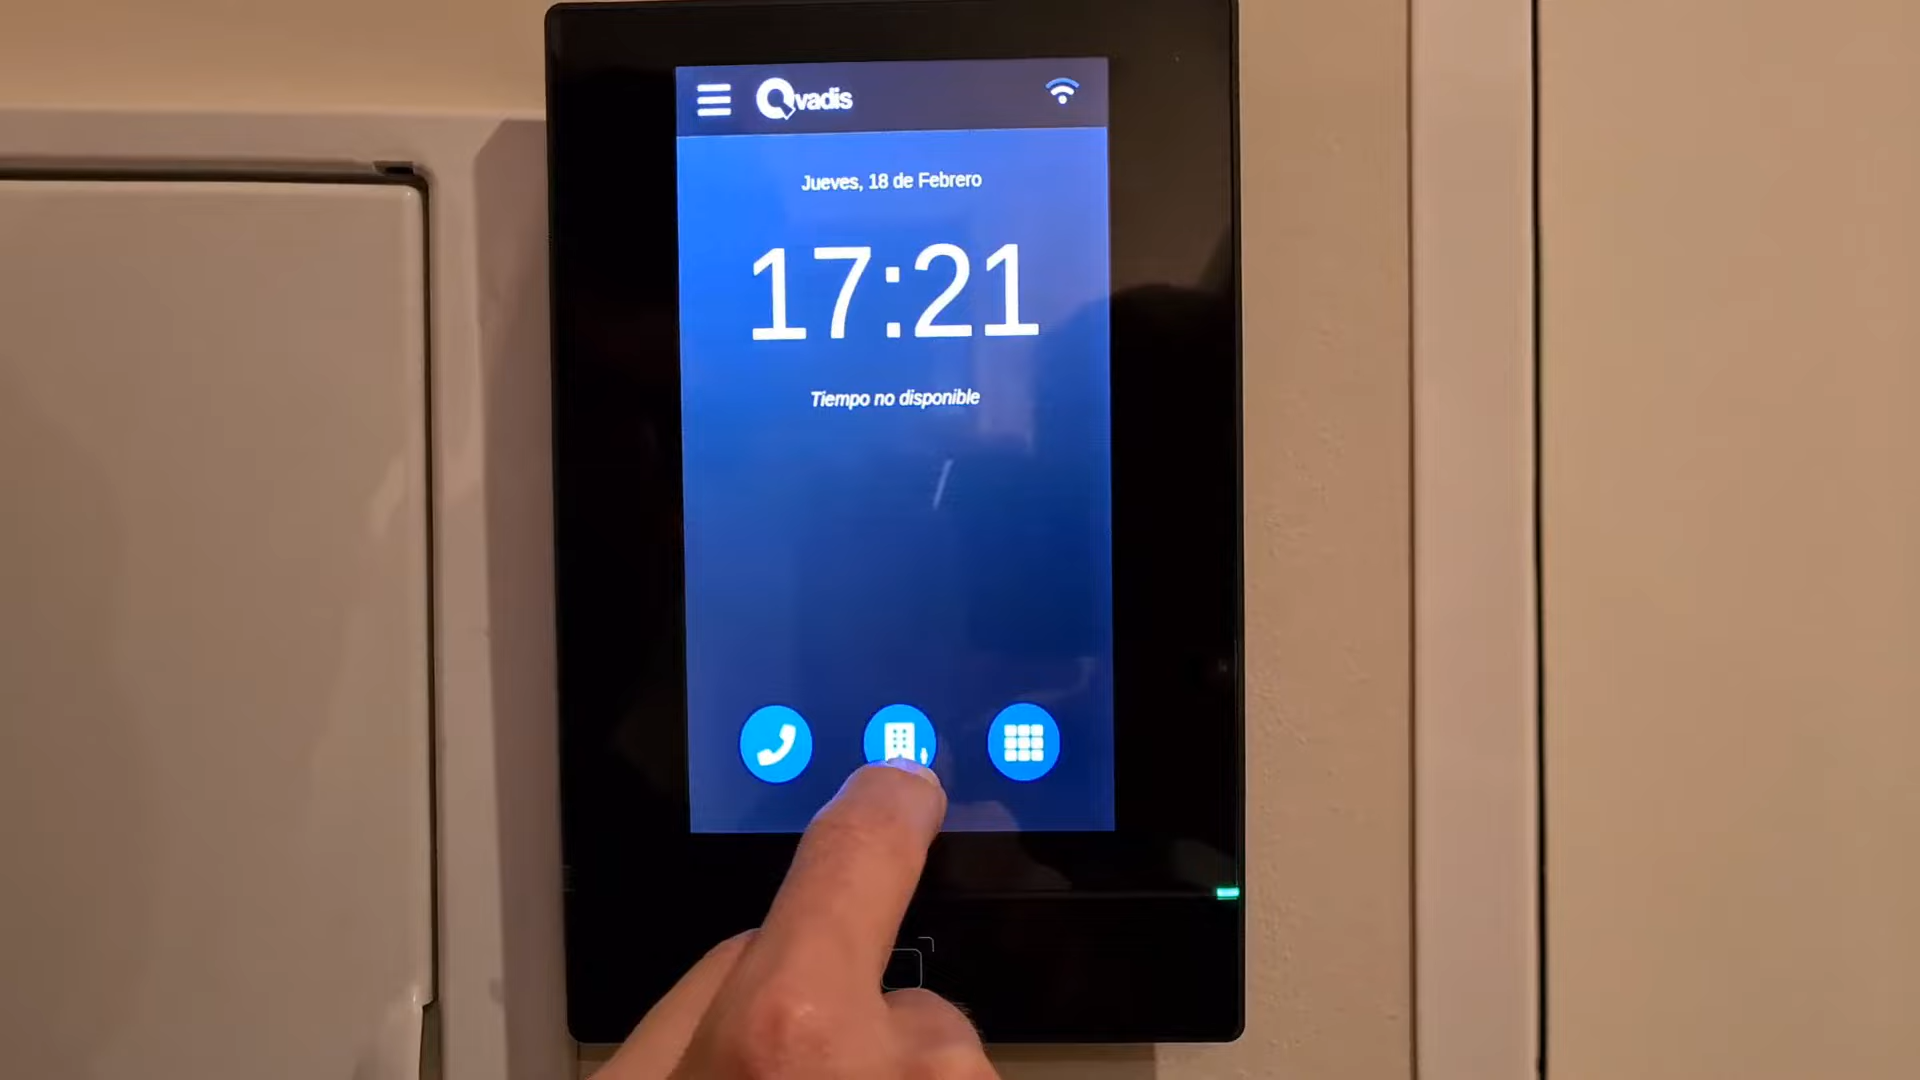 Qvadis
Jueves, 18 de Febrero
17:21
Tiempo no disponible